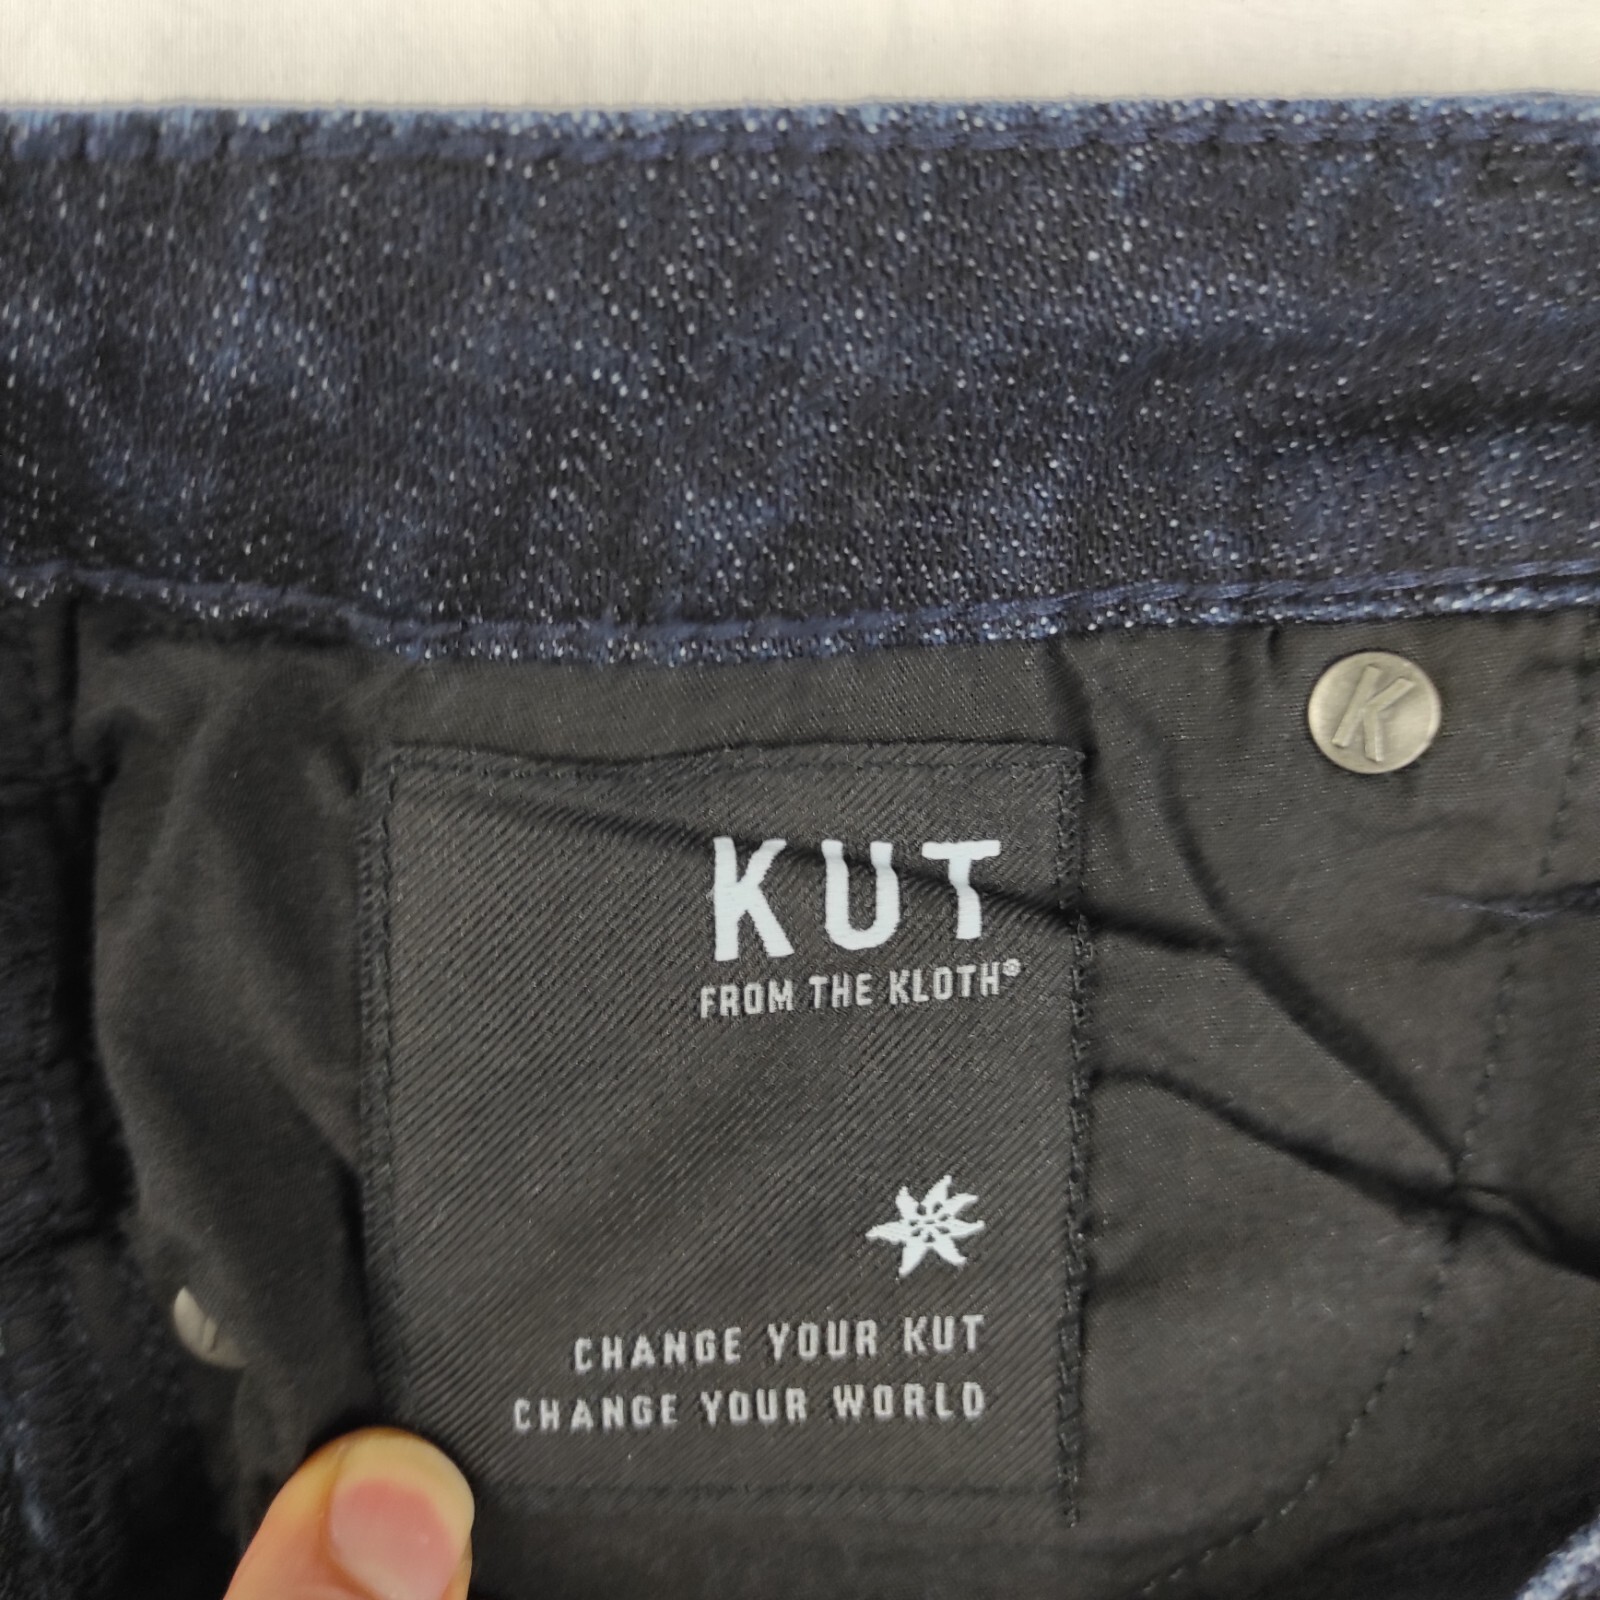 K
KUT
FROM THE KLOTH®
CHANGE YOUR KUT
CHANGE YOUR WORLD